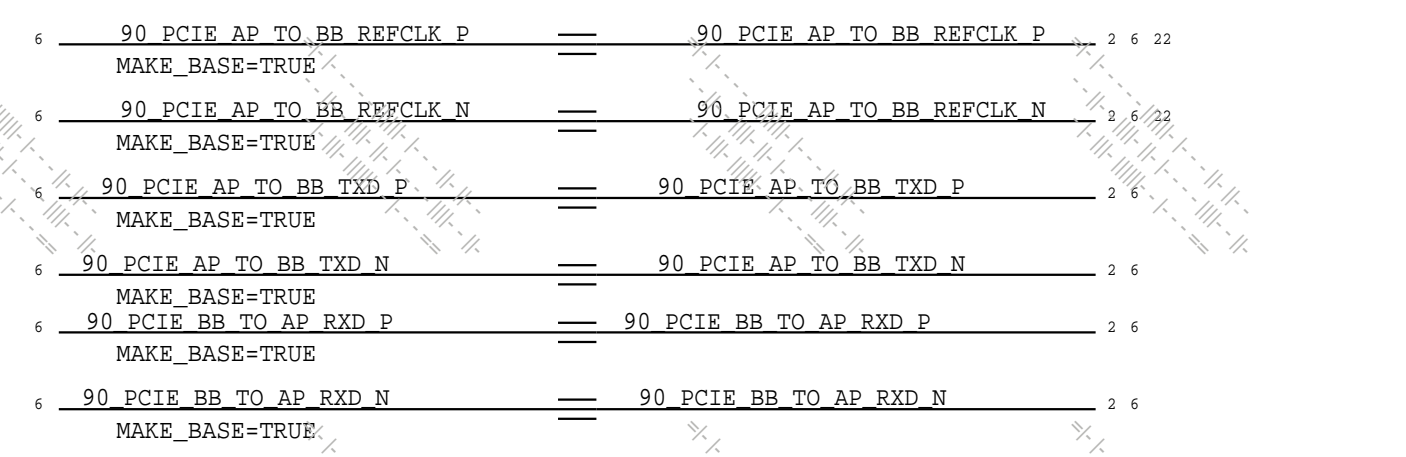 6 90_PCIE_AP_TO_BB_REFCLK_P 90_PCIE_AP_TO_BB_REFCLK_P 2 6 22
MAKE_BASE=TRUE
6 90_PCIE_AP_TO_BB_REFCLK_N 90_PCIE_AP_TO_BB_REFCLK_N 2 6 22
MAKE_BASE=TRUE
6 90_PCIE_AP_TO_BB_TXD_P 90_PCIE_AP_TO_BB_TXD_P 2 6
MAKE_BASE=TRUE
6 90_PCIE_AP_TO_BB_TXD_N 90_PCIE_AP_TO_BB_TXD_N 2 6
MAKE_BASE=TRUE
6 90_PCIE_BB_TO_AP_RXD_P 90_PCIE_BB_TO_AP_RXD_P 2 6
MAKE_BASE=TRUE
6 90_PCIE_BB_TO_AP_RXD_N 90_PCIE_BB_TO_AP_RXD_N 2 6
MAKE_BASE=TRUE